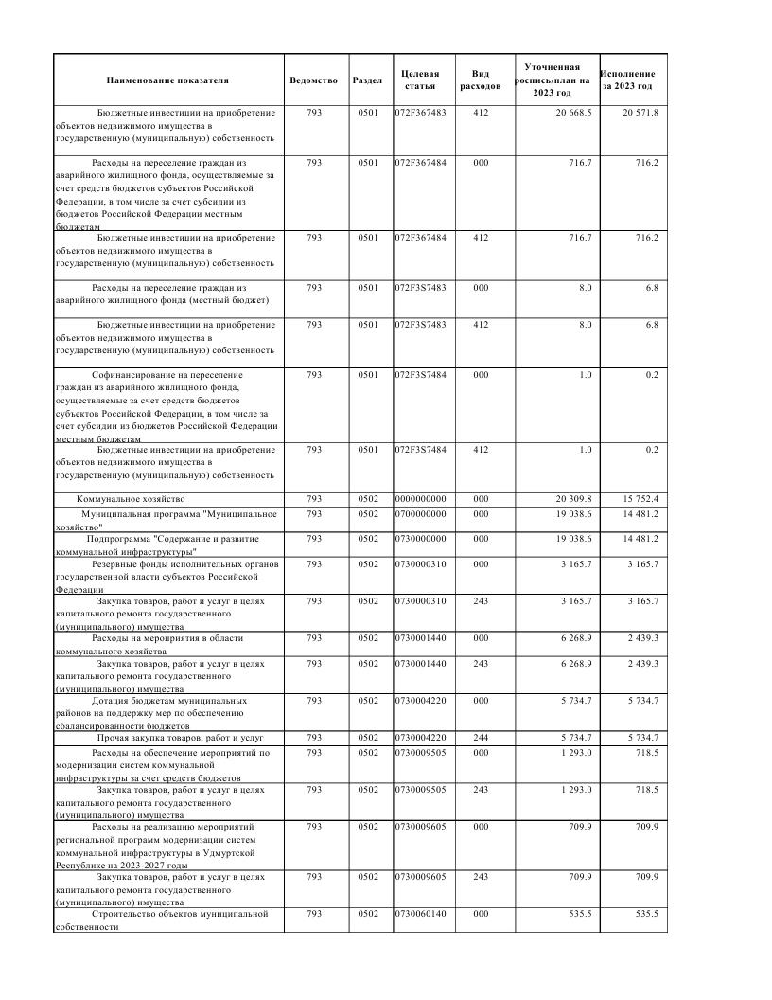 Наименование показателя Ведомство Раздел Целевая статья Вид расходов Уточненная роспись/план на 2023 год Исполнение за 2023 год
Бюджетные инвестиции на приобретение 793 0501 072F367483 412 20 668.5 20 571.8
объектов недвижимого имущества в
государственную (муниципальную) собственность
Расходы на переселение граждан из 793 0501 072F367484 000 716.7 716.2
аварийного жилищного фонда, осуществляемые за
счет средств бюджетов субъектов Российской
Федерации, в том числе за счет субсидии из
бюджетов Российской Федерации местным
бюджетам
Бюджетные инвестиции на приобретение 793 0501 072F367484 412 716.7 716.2
объектов недвижимого имущества в
государственную (муниципальную) собственность
Расходы на переселение граждан из 793 0501 072F3S7483 000 8.0 6.8
аварийного жилищного фонда (местный бюджет)
Бюджетные инвестиции на приобретение 793 0501 072F3S7483 412 8.0 6.8
объектов недвижимого имущества в
государственную (муниципальную) собственность
Софинансирование на переселение 793 0501 072F3S7484 000 1.0 0.2
граждан из аварийного жилищного фонда,
осуществляемые за счет средств бюджетов
субъектов Российской Федерации, в том числе за
счет субсидии из бюджетов Российской Федерации
местным бюджетам
Бюджетные инвестиции на приобретение 793 0501 072F3S7484 412 1.0 0.2
объектов недвижимого имущества в
государственную (муниципальную) собственность
Коммунальное хозяйство 793 0502 0000000000 000 20 309.8 15 752.4
Муниципальная программа "Муниципальное 793 0502 0700000000 000 19 038.6 14 481.2
хозяйство"
Подпрограмма "Содержание и развитие 793 0502 0730000000 000 19 038.6 14 481.2
коммунальной инфраструктуры"
Резервные фонды исполнительных органов 793 0502 0730000310 000 3 165.7 3 165.7
государственной власти субъектов Российской
Федерации
Закупка товаров, работ и услуг в целях 793 0502 0730000310 243 3 165.7 3 165.7
капитального ремонта государственного
(муниципального) имущества
Расходы на мероприятия в области 793 0502 0730001440 000 6 268.9 2 439.3
коммунального хозяйства
Закупка товаров, работ и услуг в целях 793 0502 0730001440 243 6 268.9 2 439.3
капитального ремонта государственного
(муниципального) имущества
Дотация бюджетам муниципальных 793 0502 0730004220 000 5 734.7 5 734.7
районов на поддержку мер по обеспечению
сбалансированности бюджетов
Прочая закупка товаров, работ и услуг 793 0502 0730004220 244 5 734.7 5 734.7
Расходы на обеспечение мероприятий по 793 0502 0730009505 000 1 293.0 718.5
модернизации систем коммунальной
инфраструктуры за счет средств бюджетов
Закупка товаров, работ и услуг в целях 793 0502 0730009505 243 1 293.0 718.5
капитального ремонта государственного
(муниципального) имущества
Расходы на реализацию мероприятий 793 0502 0730009605 000 709.9 709.9
региональной программ модернизации систем
коммунальной инфраструктуры в Удмуртской
Республике на 2023-2027 годы
Закупка товаров, работ и услуг в целях 793 0502 0730009605 243 709.9 709.9
капитального ремонта государственного
(муниципального) имущества
Строительство объектов муниципальной 793 0502 0730060140 000 535.5 535.5
собственности